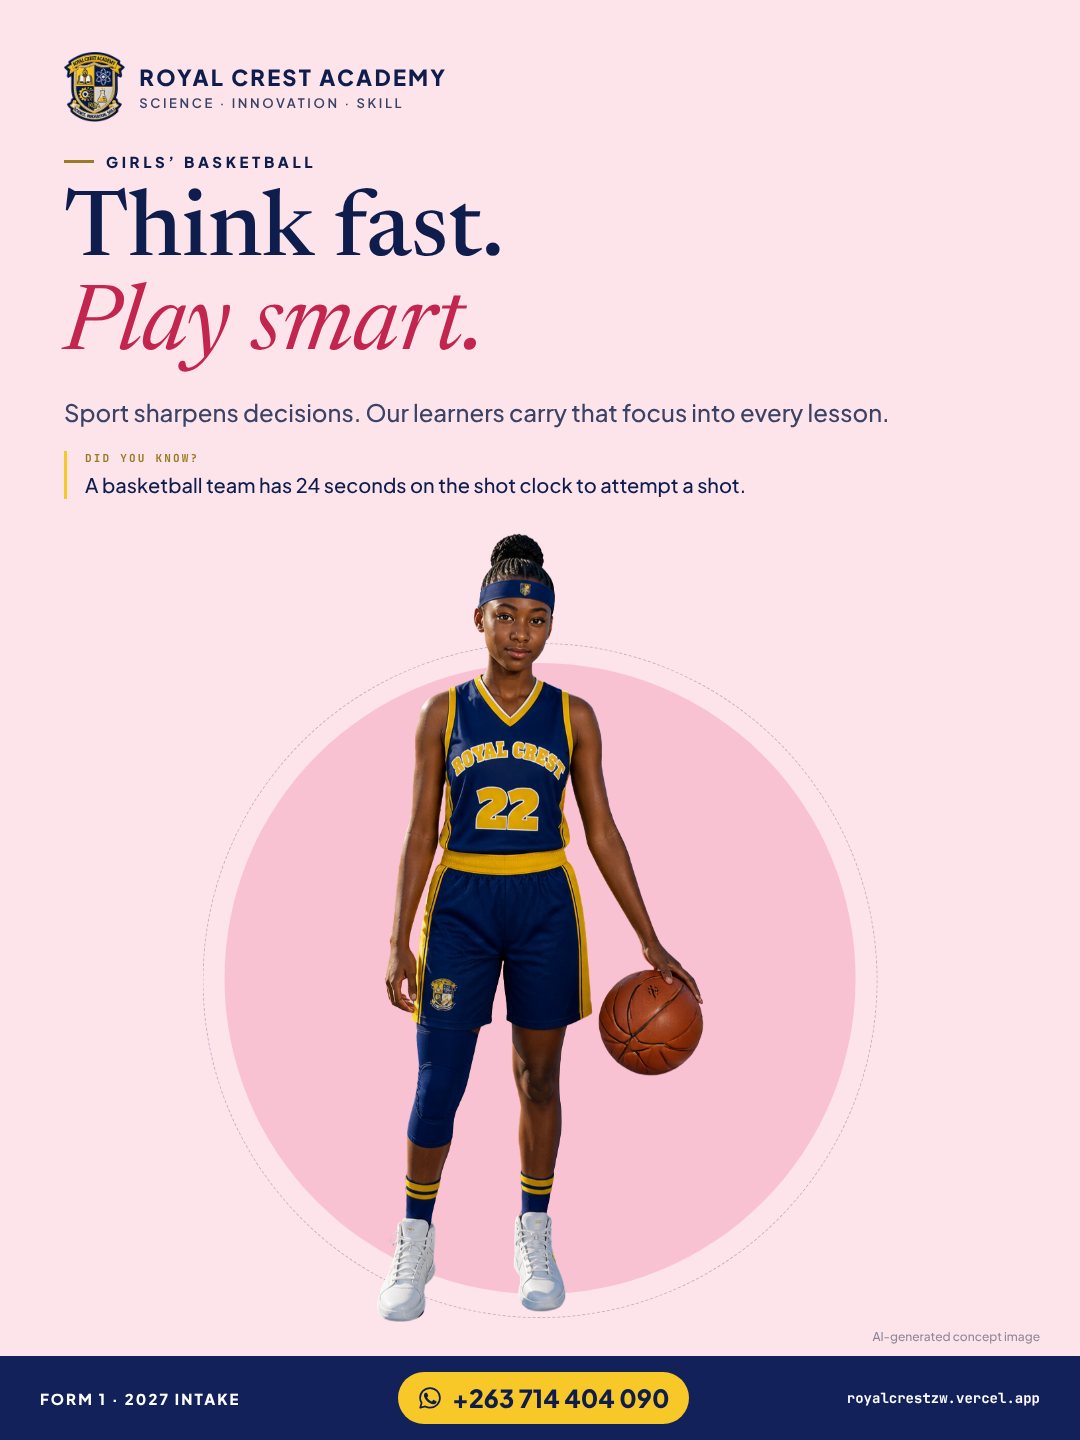 ROYAL CREST ACADEMY
SCIENCE · INNOVATION · SKILL
GIRLS’ BASKETBALL
Think fast.
Play smart.
Sport sharpens decisions. Our learners carry that focus into every lesson.
DID YOU KNOW?
A basketball team has 24 seconds on the shot clock to attempt a shot.
ROYAL CREST
22
AI-generated concept image
FORM 1 · 2027 INTAKE
+263 714 404 090
royalcrestzw.vercel.app